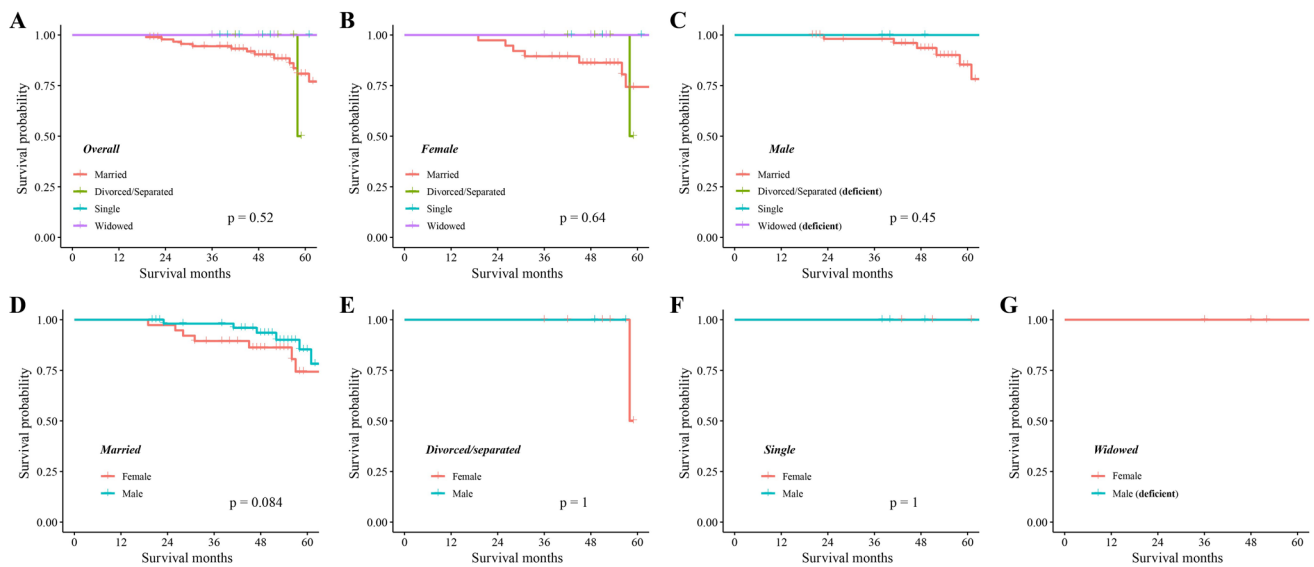 A
Survival probability
1.00
0.75
0.50
0.25
0.00
Overall
Married
Divorced/Separated
Single
Widowed
p = 0.52
0 12 24 36 48 60
Survival months
B
Survival probability
1.00
0.75
0.50
0.25
0.00
Female
Married
Divorced/Separated
Single
Widowed
p = 0.64
0 12 24 36 48 60
Survival months
C
Survival probability
1.00
0.75
0.50
0.25
0.00
Male
Married
Divorced/Separated (deficient)
Single
Widowed (deficient)
p = 0.45
0 12 24 36 48 60
Survival months
D
Survival probability
1.00
0.75
0.50
0.25
0.00
Married
Female
Male
p = 0.084
0 12 24 36 48 60
Survival months
E
Survival probability
1.00
0.75
0.50
0.25
0.00
Divorced/separated
Female
Male
p = 1
0 12 24 36 48 60
Survival months
F
Survival probability
1.00
0.75
0.50
0.25
0.00
Single
Female
Male
p = 1
0 12 24 36 48 60
Survival months
G
Survival probability
1.00
0.75
0.50
0.25
0.00
Widowed
Female
Male (deficient)
0 12 24 36 48 60
Survival months